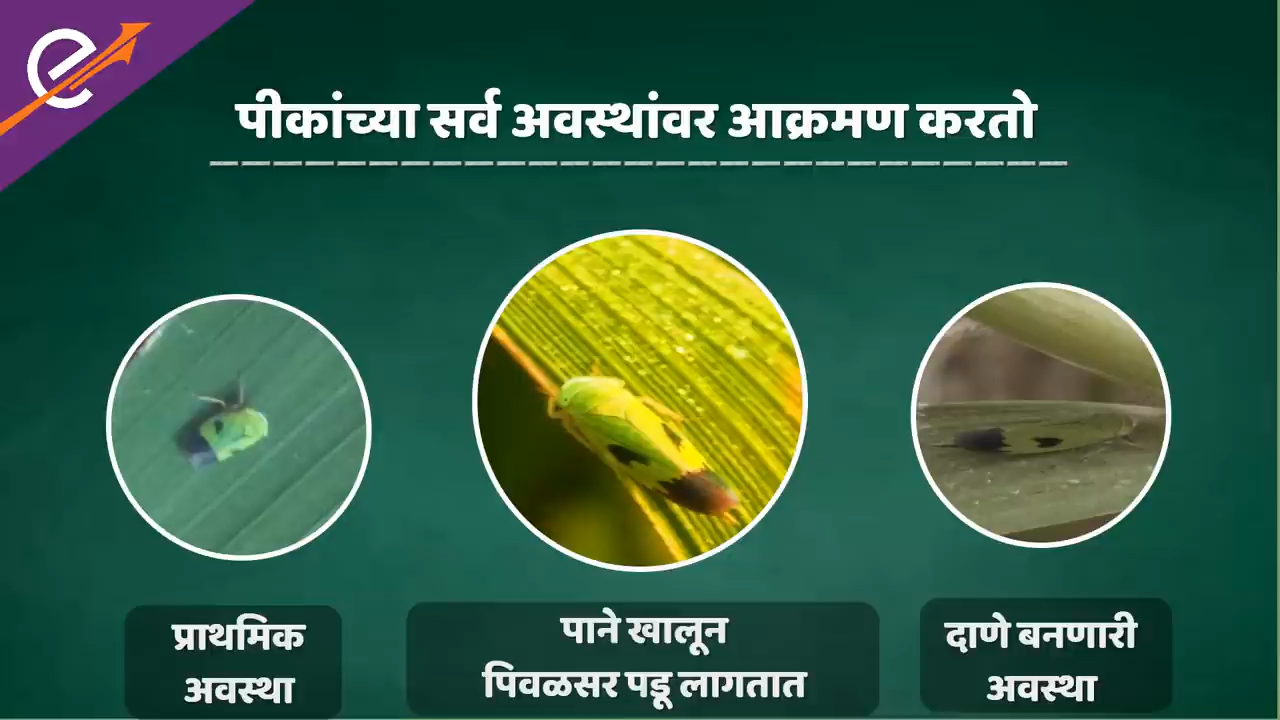 पीकांच्या सर्व अवस्थांवर आक्रमण करतो
प्राथमिक
अवस्था
पाने खालून
पिवळसर पडू लागतात
दाणे बनणारी
अवस्था